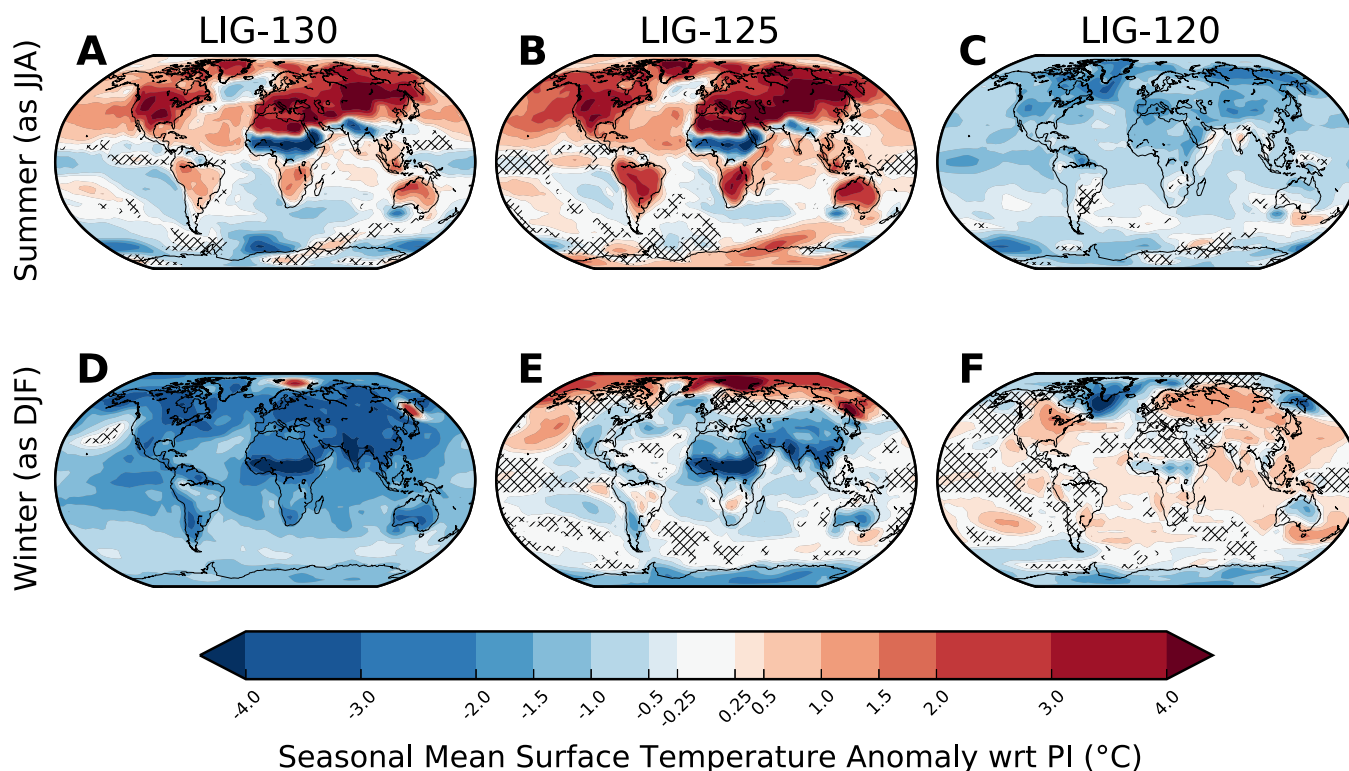 LIG-130 LIG-125 LIG-120
Summer (as JJA)
A B C
Winter (as DJF)
D E F
-4.0 -3.0 -2.0 -1.5 -1.0 -0.5 -0.25 0.25 0.5 1.0 1.5 2.0 3.0 4.0
Seasonal Mean Surface Temperature Anomaly wrt PI (°C)